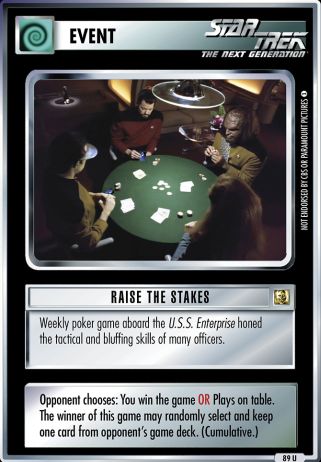 EVENT
STAR TREK
THE NEXT GENERATION
NOT ENDORSED BY CBS OR PARAMOUNT PICTURES
RAISE THE STAKES
Weekly poker game aboard the U.S.S. Enterprise honed
the tactical and bluffing skills of many officers.
Opponent chooses: You win the game OR Plays on table.
The winner of this game may randomly select and keep
one card from opponent's game deck. (Cumulative.)
89 U